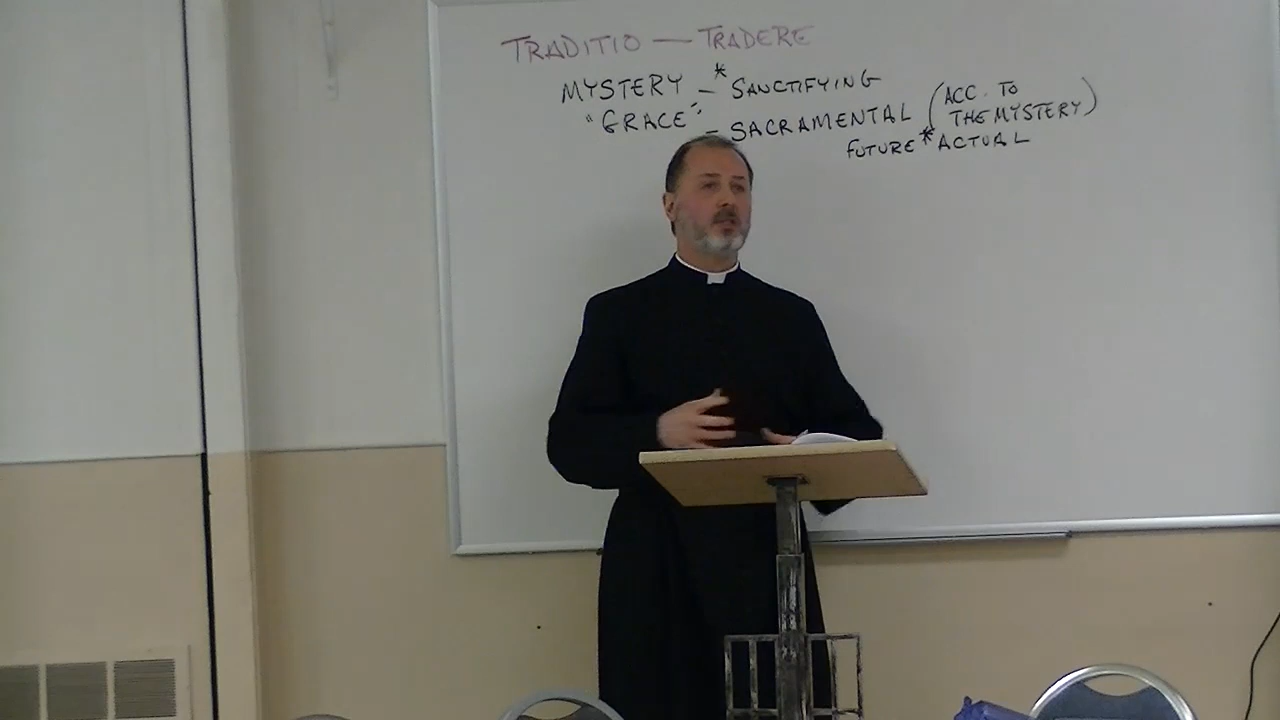 TRADITIO — TRADERE
MYSTERY – * SANCTIFYING
"GRACE" – SACRAMENTAL (ACC. TO
THE MYSTERY)
FUTURE * ACTUAL